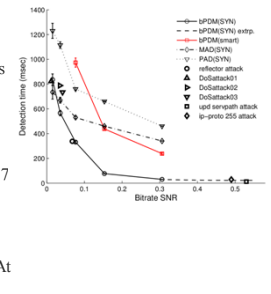 s
7
At
1400
1200
1000
800
600
400
200
0
Detection time (msec)
0 0.1 0.2 0.3 0.4 0.5
Bitrate SNR
bPDM(SYN)
bPDM(SYN) extrp.
bPDM(smart)
MAD(SYN)
PAD(SYN)
reflector attack
DoSattack01
DoSattack02
DoSattack03
upd servpath attack
ip-proto 255 attack